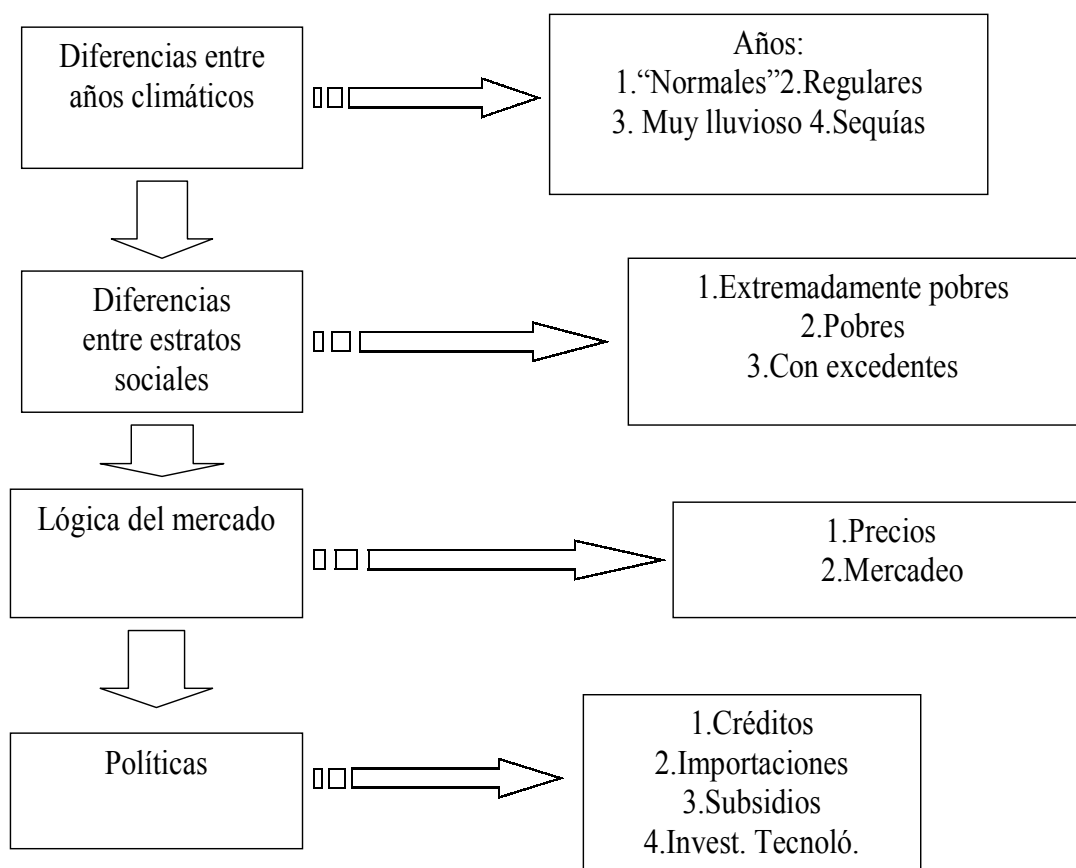 Diferencias entre
años climáticos
Años:
1.“Normales”2.Regulares
3. Muy lluvioso 4.Sequías
Diferencias
entre estratos
sociales
1.Extremadamente pobres
2.Pobres
3.Con excedentes
Lógica del mercado
1.Precios
2.Mercadeo
Políticas
1.Créditos
2.Importaciones
3.Subsidios
4.Invest. Tecnoló.